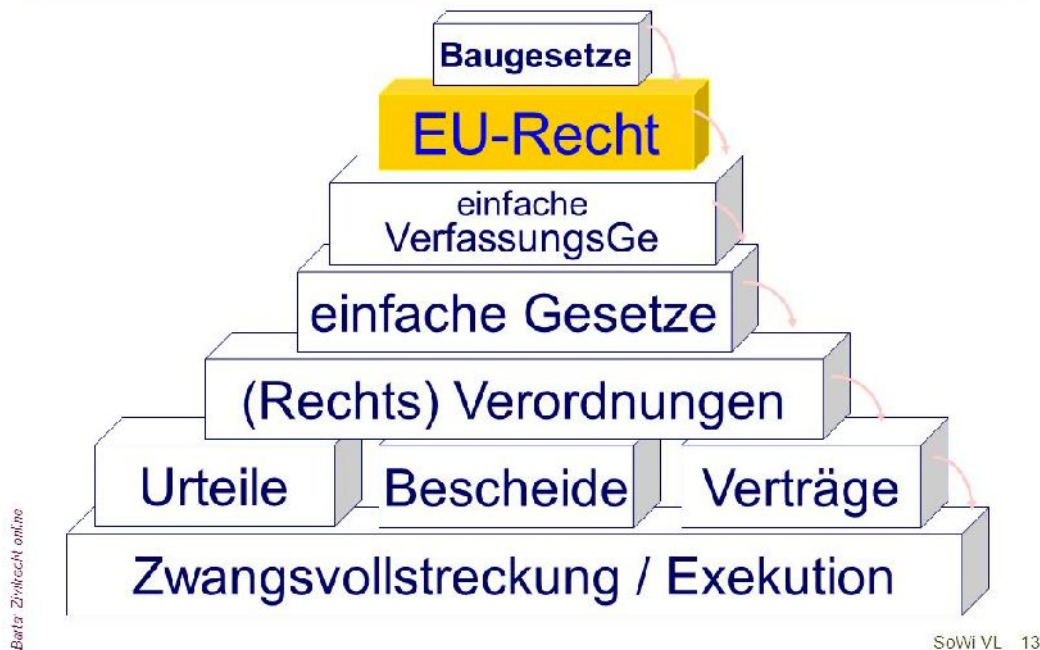 Baugesetze
EU-Recht
einfache
VerfassungsGe
einfache Gesetze
(Rechts) Verordnungen
Urteile Bescheide Verträge
Zwangsvollstreckung / Exekution
Barta: Zivilrecht online
SoWi VL 13